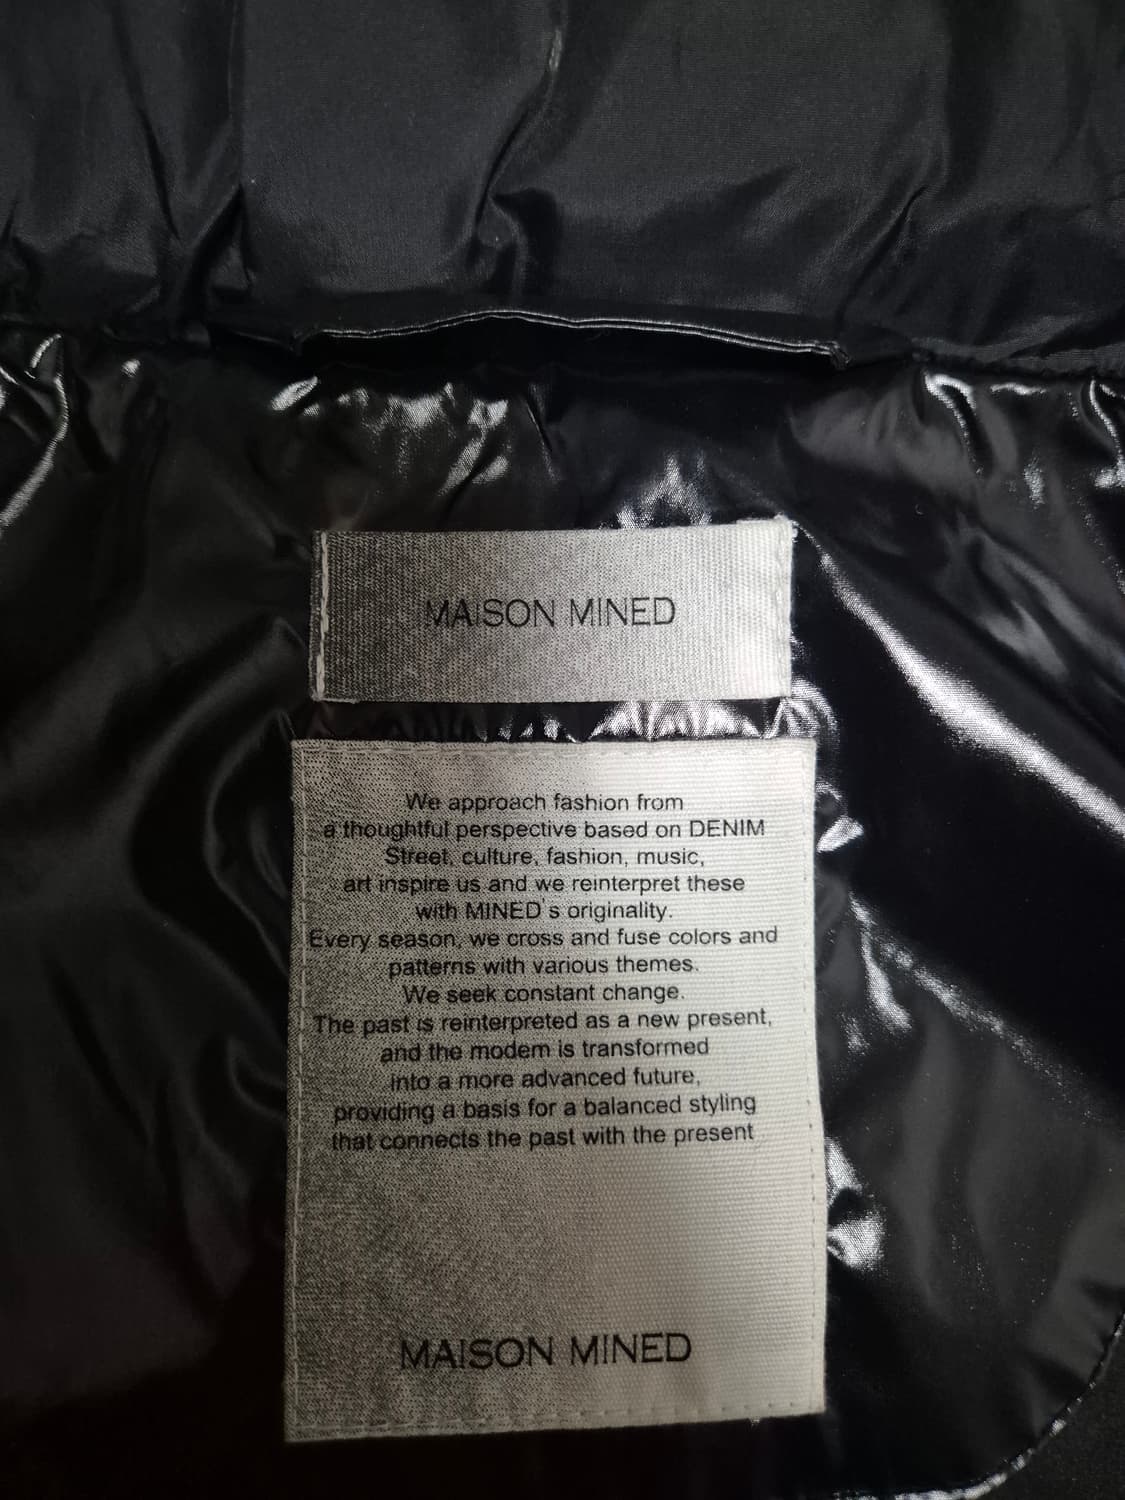 MAISON MINED
We approach fashion from
a thoughtful perspective based on DENIM
Street, culture, fashion, music,
art inspire us and we reinterpret these
with MINED's originality.
Every season, we cross and fuse colors and
patterns with various themes.
We seek constant change.
The past is reinterpreted as a new present,
and the modern is transformed
into a more advanced future,
providing a basis for a balanced styling
that connects the past with the present
MAISON MINED